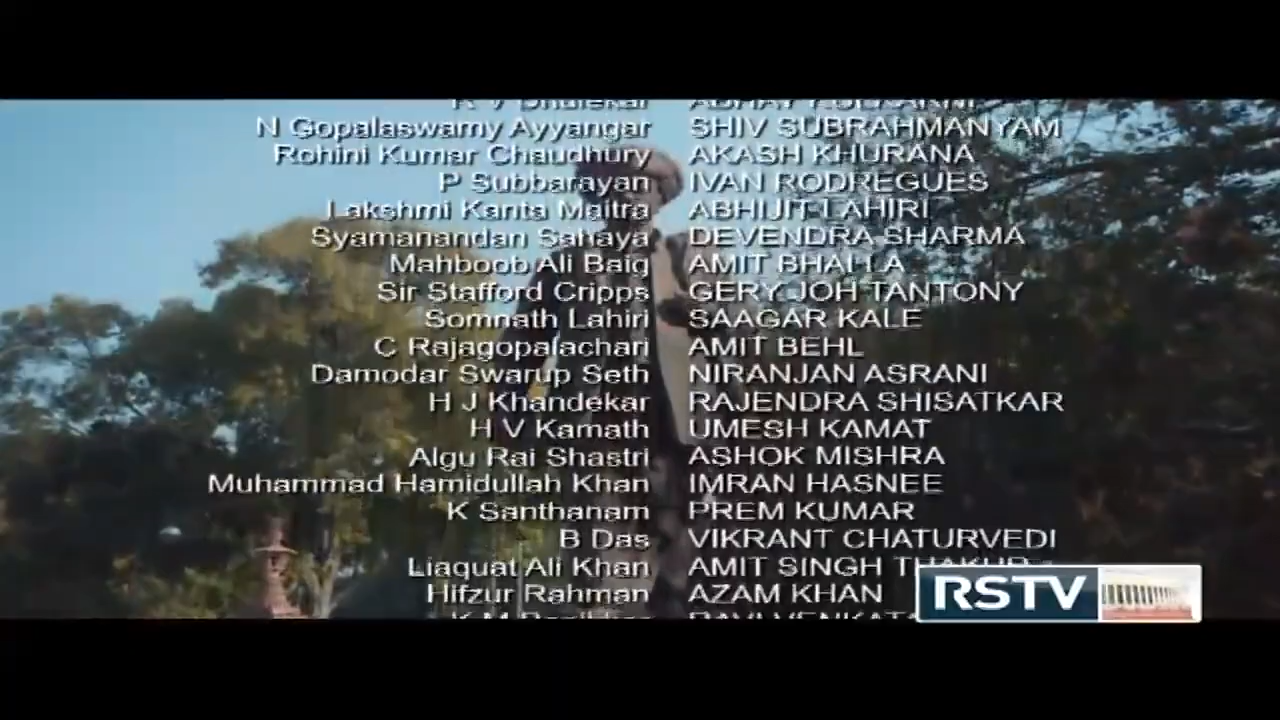 N Gopalaswamy Ayyangar SHIV SUBRAHMANYAM
Rohini Kumar Chaudhury AKASH KHURANA
P Subbarayan IVAN RODREGUES
Lakshmi Kanta Maitra ABHIJIT LAHIRI
Syamanandan Sahaya DEVENDRA SHARMA
Mahboob Ali Baig AMIT BHALLA
Sir Stafford Cripps GERY JOH TANTONY
Somnath Lahiri SAAGAR KALE
C Rajagopalachari AMIT BEHL
Damodar Swarup Seth NIRANJAN ASRANI
H J Khandekar RAJENDRA SHISATKAR
H V Kamath UMESH KAMAT
Algu Rai Shastri ASHOK MISHRA
Muhammad Hamidullah Khan IMRAN HASNEE
K Santhanam PREM KUMAR
B Das VIKRANT CHATURVEDI
Liaquat Ali Khan AMIT SINGH THAKUR
Hifzur Rahman AZAM KHAN
RSTV